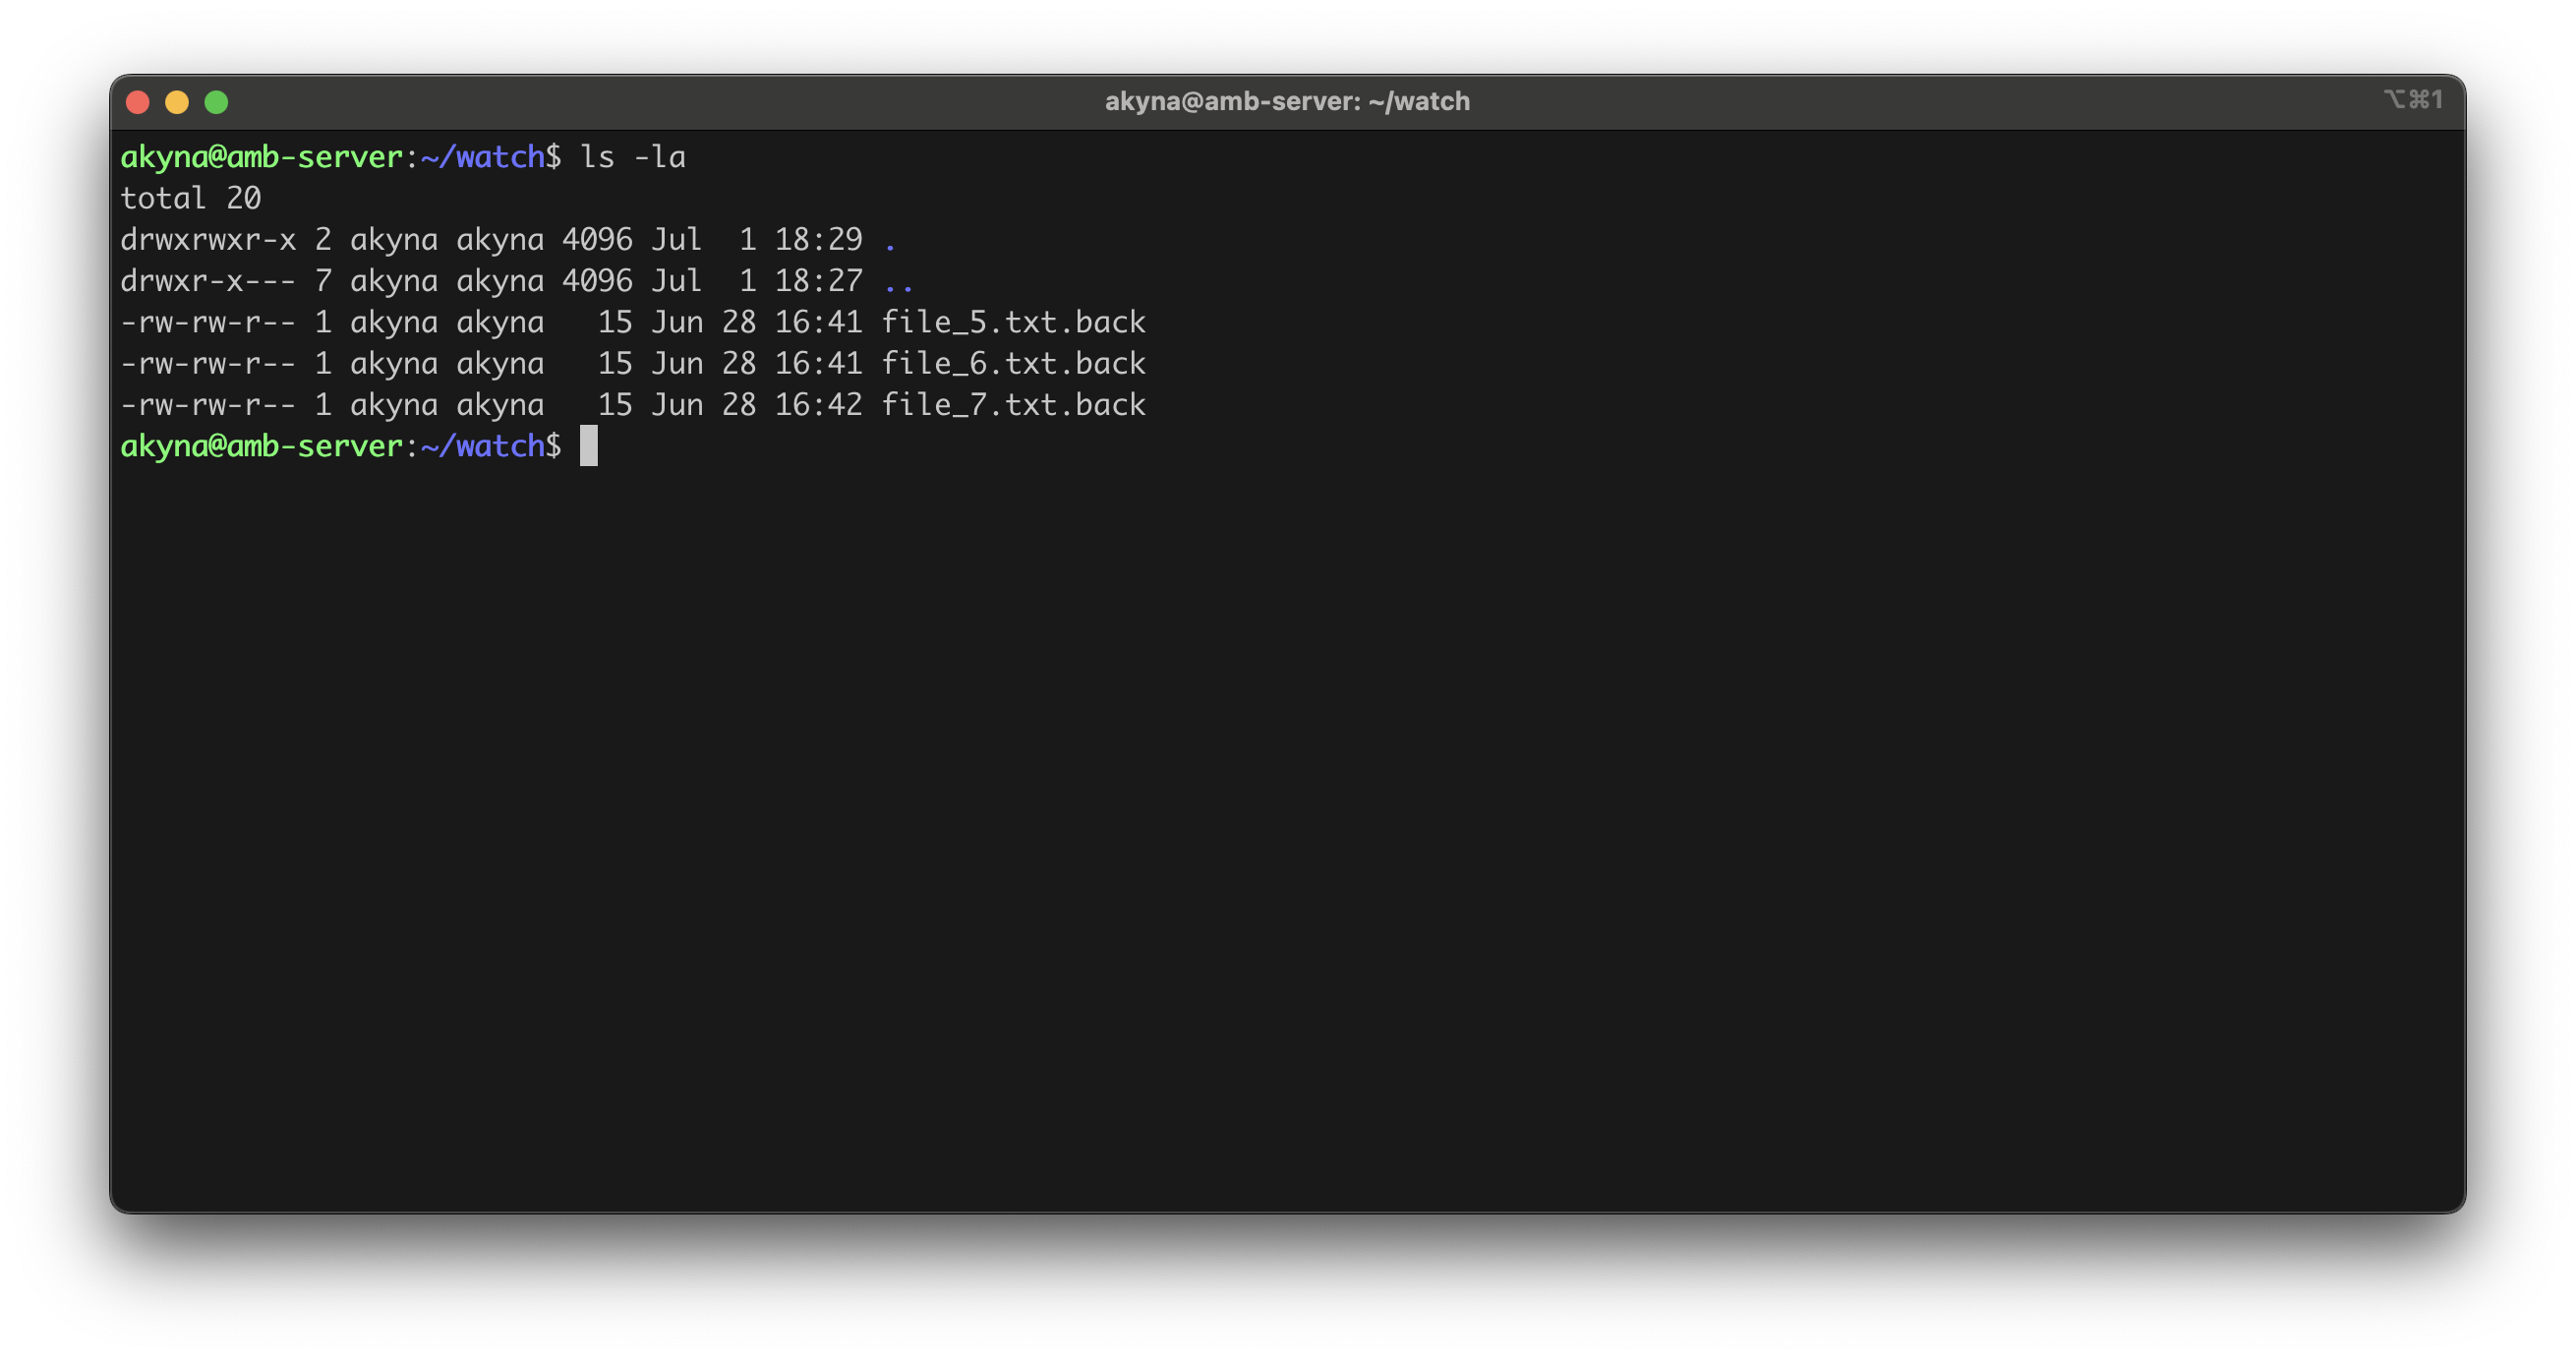 akyna@amb-server: ~/watch ⌥⌘1
akyna@amb-server:~/watch$ ls -la
total 20
drwxrwxr-x 2 akyna akyna 4096 Jul  1 18:29 .
drwxr-x--- 7 akyna akyna 4096 Jul  1 18:27 ..
-rw-rw-r-- 1 akyna akyna   15 Jun 28 16:41 file_5.txt.back
-rw-rw-r-- 1 akyna akyna   15 Jun 28 16:41 file_6.txt.back
-rw-rw-r-- 1 akyna akyna   15 Jun 28 16:42 file_7.txt.back
akyna@amb-server:~/watch$